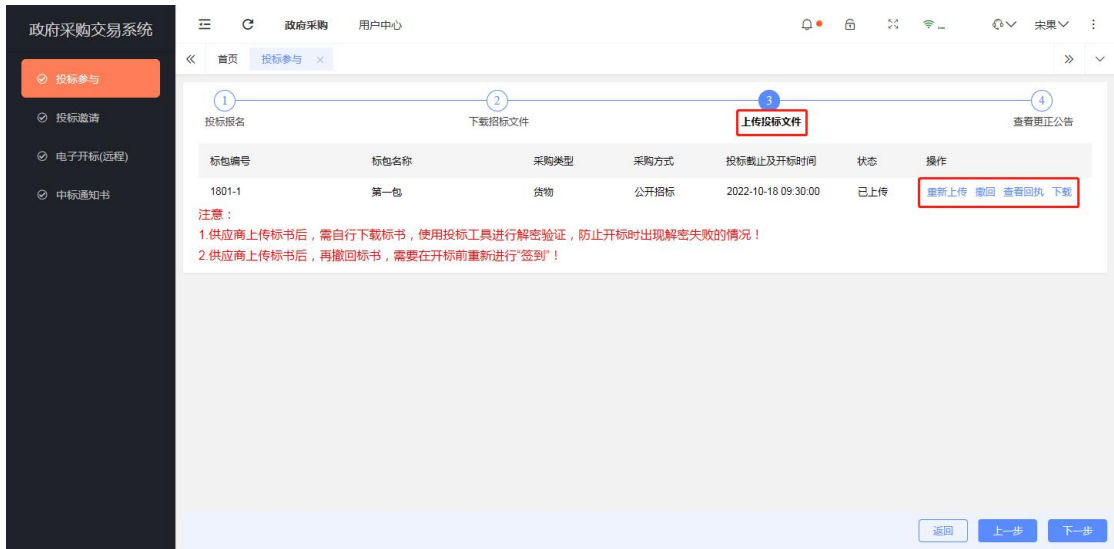 政府采购交易系统
政府采购 用户中心 宋果
首页 投标参与 ×
投标参与
投标邀请
电子开标(远程)
中标通知书
1 2 3 4
投标报名 下载招标文件 上传投标文件 查看更正公告
标包编号 标包名称 采购类型 采购方式 投标截止及开标时间 状态 操作
1801-1 第一包 货物 公开招标 2022-10-18 09:30:00 已上传 重新上传 撤回 查看回执 下载
注意：
1.供应商上传标书后，需自行下载标书，使用投标工具进行解密验证，防止开标时出现解密失败的情况！
2.供应商上传标书后，再撤回标书，需要在开标前重新进行"签到"！
返回 上一步 下一步